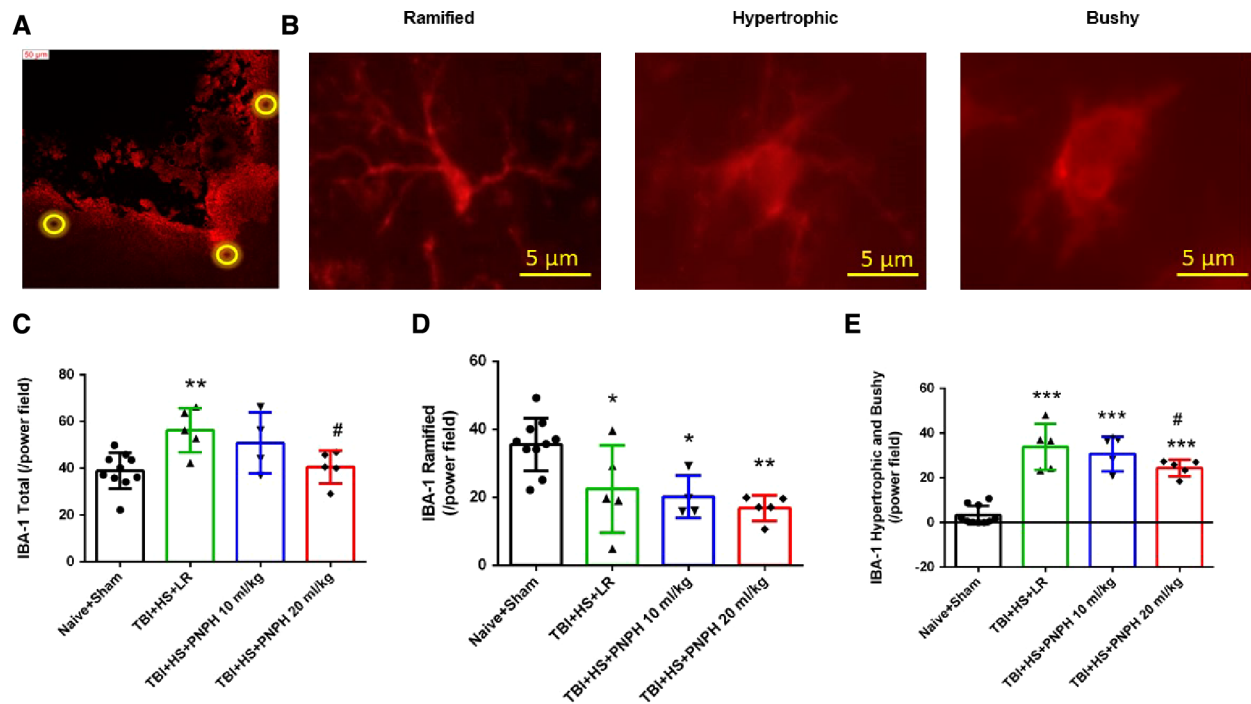 A
B
Ramified
Hypertrophic
Bushy
50 µm
5 µm
5 µm
5 µm
C
D
E
IBA-1 Total (/power field)
80
60
40
20
0
**
#
Naive+Sham
TBI+HS+LR
TBI+HS+PNPH 10 ml/kg
TBI+HS+PNPH 20 ml/kg
IBA-1 Ramified
(/power field)
60
40
20
0
*
*
**
Naive+Sham
TBI+HS+LR
TBI+HS+PNPH 10 ml/kg
TBI+HS+PNPH 20 ml/kg
IBA-1 Hypertrophic and Bushy
(/power field)
60
40
20
0
-20
***
***
#
***
Naive+Sham
TBI+HS+LR
TBI+HS+PNPH 10 ml/kg
TBI+HS+PNPH 20 ml/kg